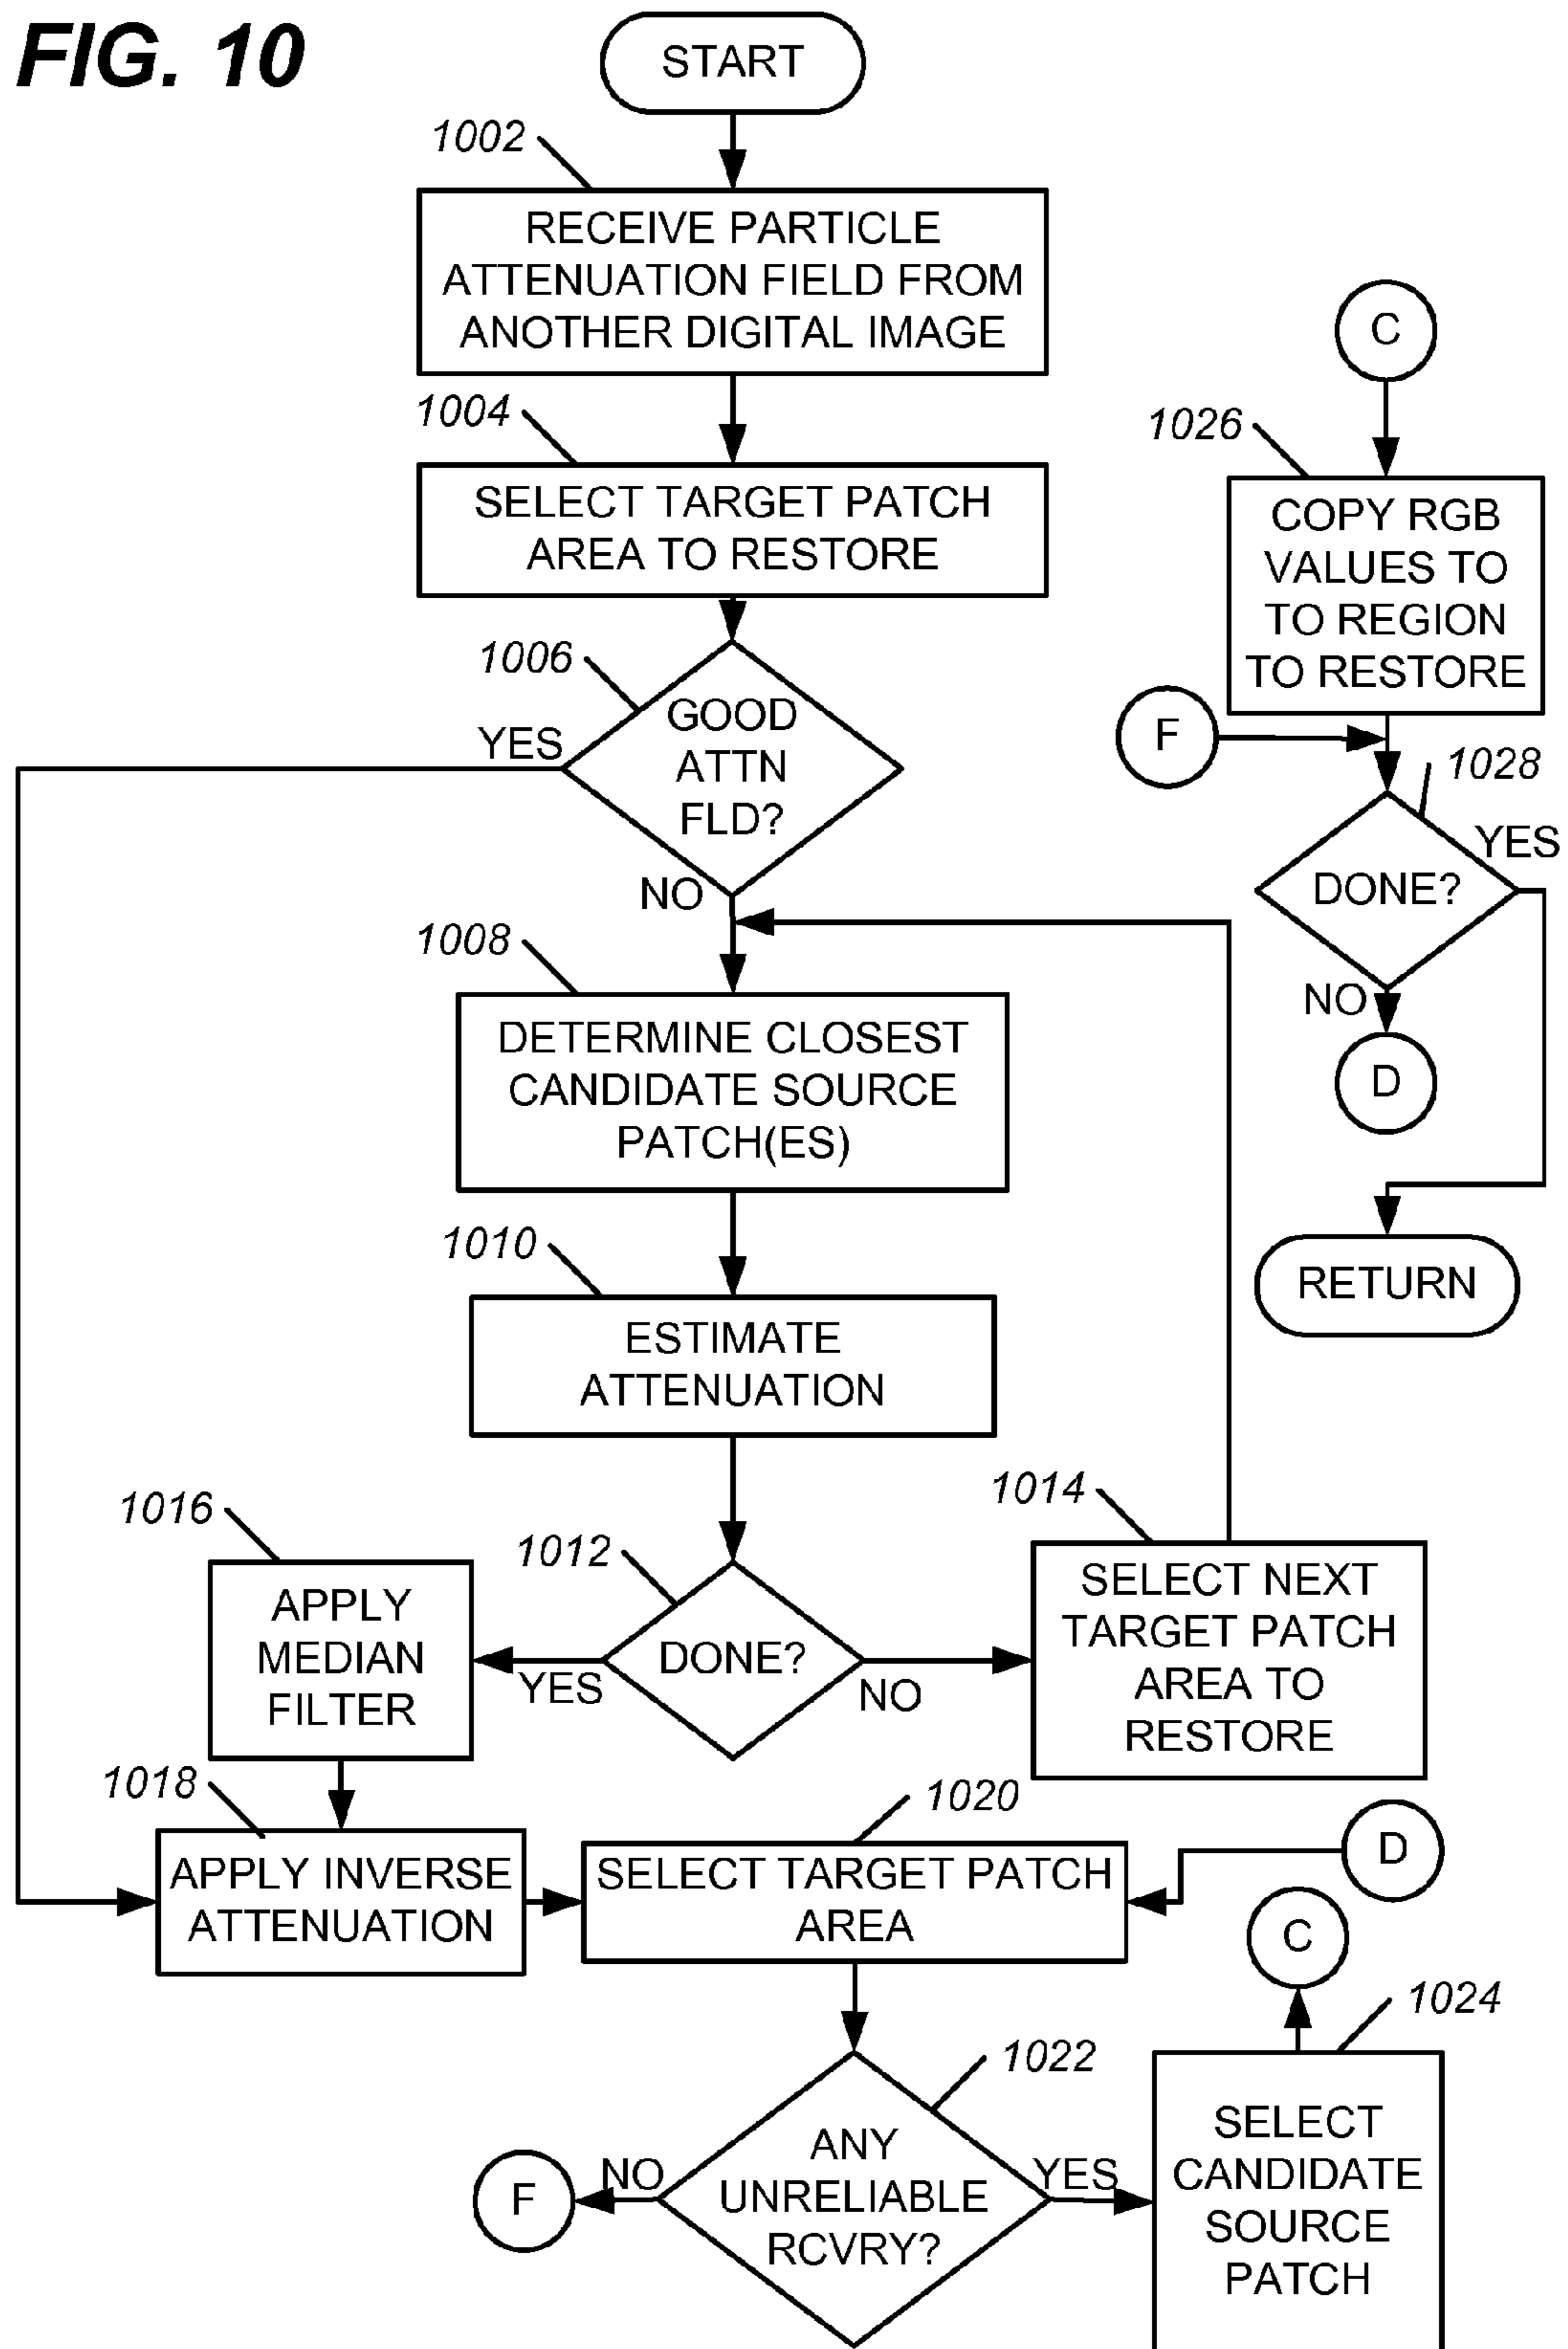 FIG. 10
START
1002
RECEIVE PARTICLE
ATTENUATION FIELD FROM
ANOTHER DIGITAL IMAGE
1004
SELECT TARGET PATCH
AREA TO RESTORE
1006
GOOD
ATTN
FLD?
YES
NO
1008
DETERMINE CLOSEST
CANDIDATE SOURCE
PATCH(ES)
1010
ESTIMATE
ATTENUATION
1012
DONE?
YES
NO
1014
SELECT NEXT
TARGET PATCH
AREA TO
RESTORE
1016
APPLY
MEDIAN
FILTER
1018
APPLY INVERSE
ATTENUATION
1020
SELECT TARGET PATCH
AREA
D
1022
ANY
UNRELIABLE
RCVRY?
NO
F
YES
1024
SELECT
CANDIDATE
SOURCE
PATCH
C
C
1026
COPY RGB
VALUES TO
TO REGION
TO RESTORE
F
1028
DONE?
YES
NO
D
RETURN